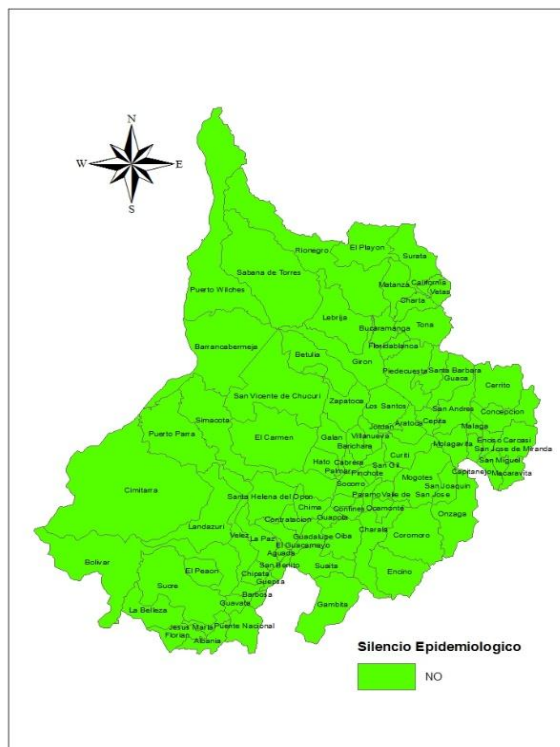 N
W E
S
Rionegro
El Playon
Surata
Sabana de Torres
Matanza
California
Vetas
Puerto Wilches
Charta
Lebrija
Tona
Bucaramanga
Floridablanca
Barrancabermeja
Betulia
Giron
Piedecuesta
Santa Barbara
Guaca
Cerrito
San Vicente de Chucuri
Zapatoca
Los Santos
San Andres
Concepcion
Simacota
Jordan
Aratoca
Cepita
Malaga
Puerto Parra
El Carmen
Galan
Villanueva
Molagavita
Enciso
Carcasi
Barichara
San Jose de Miranda
Curiti
Hato
Cabrera
San Gil
San Miguel
Palmar
Pinchote
Mogotes
Capitanejo
Macaravita
Cimitarra
Socorro
San Joaquin
Santa Helena del Opon
Paramo
Valle de San Jose
Chima
Confines
Ocamonte
Onzaga
Contratacion
Guapota
Landazuri
Charala
Velez
La Paz
Guadalupe
Oiba
Coromoro
El Guacamayo
Aguada
Bolivar
San Benito
Suaita
Encino
El Peñon
Chipata
Sucre
Guepsa
Barbosa
Guavata
Gambita
La Belleza
Jesus Maria
Puente Nacional
Florian
Albania
Silencio Epidemiologico
NO